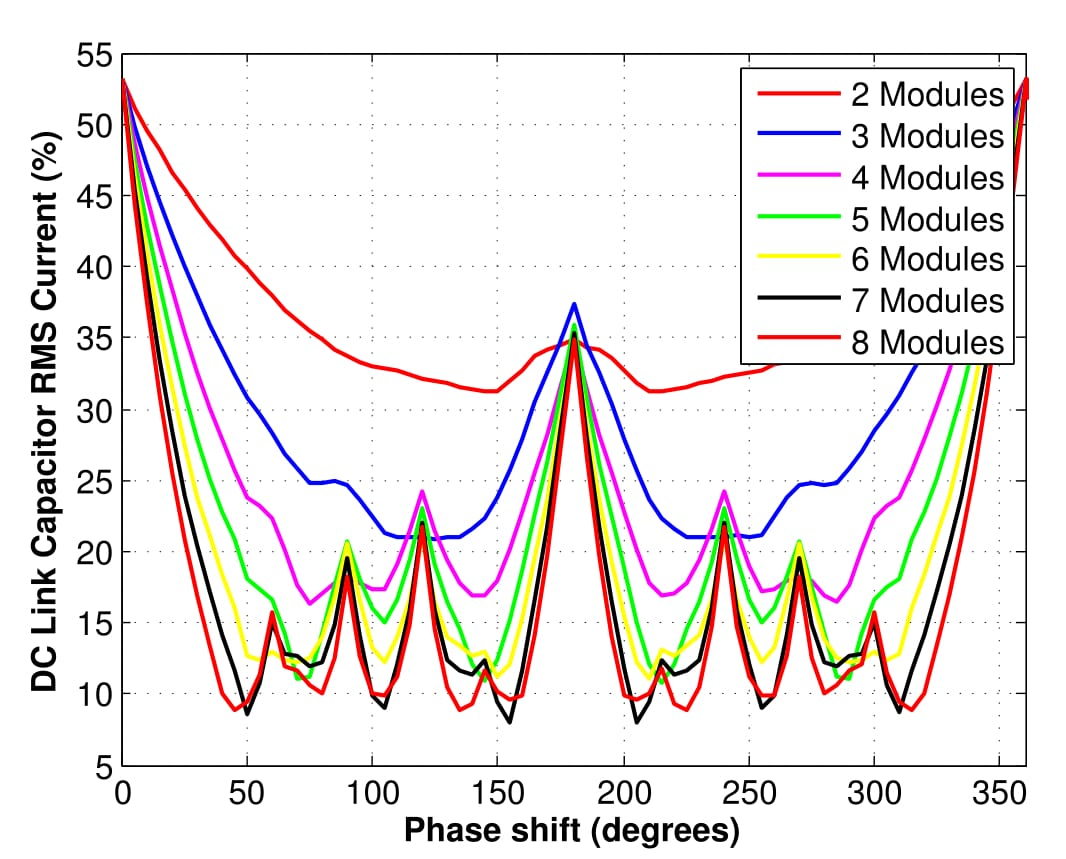 DC Link Capacitor RMS Current (%)
55
50
45
40
35
30
25
20
15
10
5
2 Modules
3 Modules
4 Modules
5 Modules
6 Modules
7 Modules
8 Modules
0 50 100 150 200 250 300 350
Phase shift (degrees)